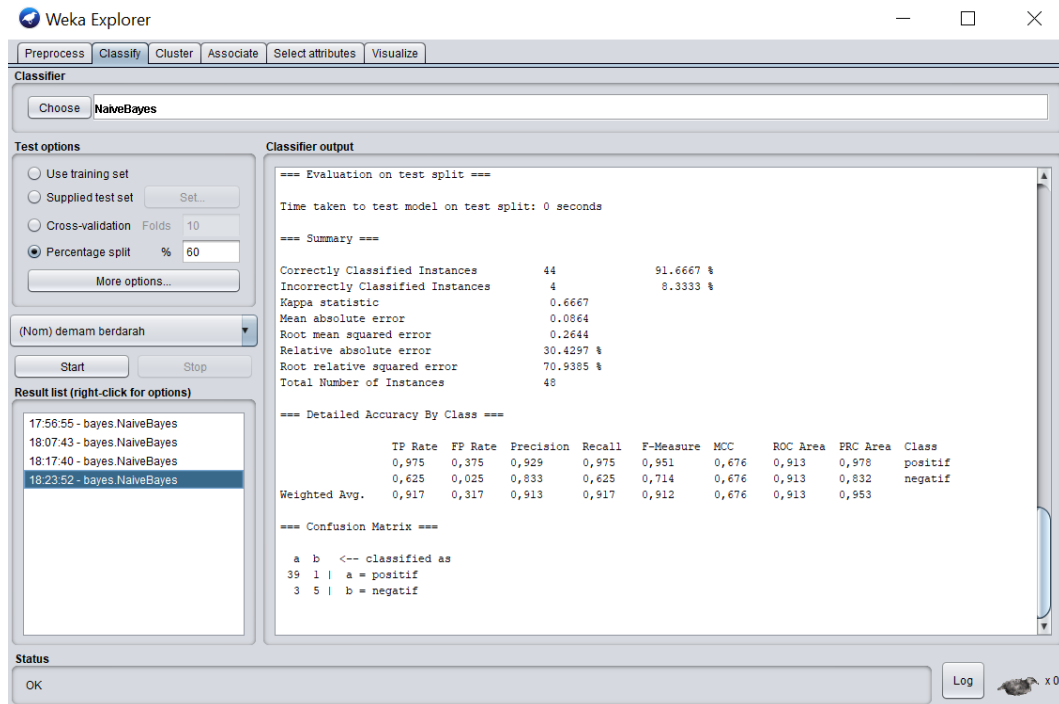 Weka Explorer
Preprocess Classify Cluster Associate Select attributes Visualize
Classifier
Choose NaiveBayes
Test options
Use training set
Supplied test set Set...
Cross-validation Folds 10
Percentage split % 60
More options...
(Nom) demam berdarah
Start Stop
Result list (right-click for options)
17:56:55 - bayes.NaiveBayes
18:07:43 - bayes.NaiveBayes
18:17:40 - bayes.NaiveBayes
18:23:52 - bayes.NaiveBayes
Classifier output
=== Evaluation on test split ===
Time taken to test model on test split: 0 seconds
=== Summary ===
Correctly Classified Instances 44 91.6667 %
Incorrectly Classified Instances 4 8.3333 %
Kappa statistic 0.6667
Mean absolute error 0.0864
Root mean squared error 0.2644
Relative absolute error 30.4297 %
Root relative squared error 70.9385 %
Total Number of Instances 48
=== Detailed Accuracy By Class ===
TP Rate FP Rate Precision Recall F-Measure MCC ROC Area PRC Area Class
0,975 0,375 0,929 0,975 0,951 0,676 0,913 0,978 positif
0,625 0,025 0,833 0,625 0,714 0,676 0,913 0,832 negatif
Weighted Avg. 0,917 0,317 0,913 0,917 0,912 0,676 0,913 0,953
=== Confusion Matrix ===
a b <-- classified as
39 1 | a = positif
3 5 | b = negatif
Status
OK
Log
x 0